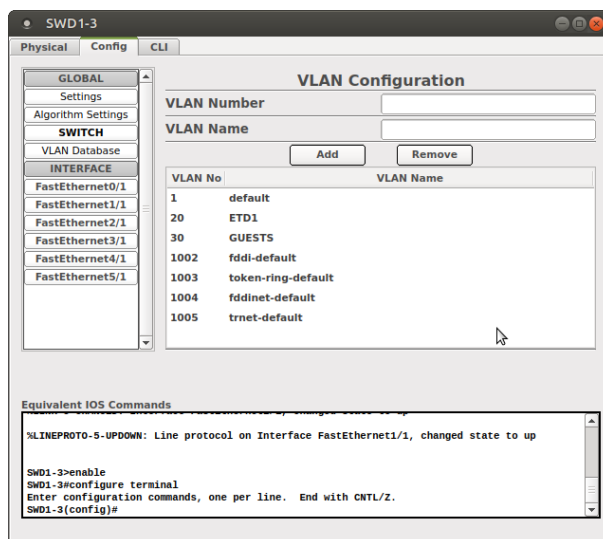 SWD1-3
Physical Config CLI
GLOBAL
Settings
Algorithm Settings
SWITCH
VLAN Database
INTERFACE
FastEthernet0/1
FastEthernet1/1
FastEthernet2/1
FastEthernet3/1
FastEthernet4/1
FastEthernet5/1
VLAN Configuration
VLAN Number
VLAN Name
Add Remove
VLAN No VLAN Name
1 default
20 ETD1
30 GUESTS
1002 fddi-default
1003 token-ring-default
1004 fddinet-default
1005 trnet-default
Equivalent IOS Commands
changed state to up
%LINEPROTO-5-UPDOWN: Line protocol on Interface FastEthernet1/1, changed state to up
SWD1-3>enable
SWD1-3#configure terminal
Enter configuration commands, one per line. End with CNTL/Z.
SWD1-3(config)#